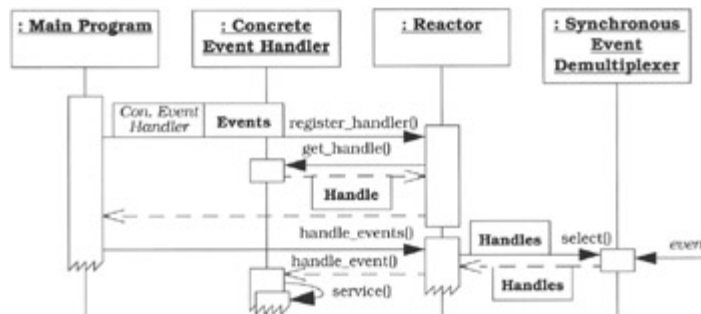 : Main Program
: Concrete
Event Handler
: Reactor
: Synchronous
Event
Demultiplexer
Con. Event
Handler
Events
register_handler()
get_handle()
Handle
handle_events()
Handles
select()
event
handle_event()
Handles
service()